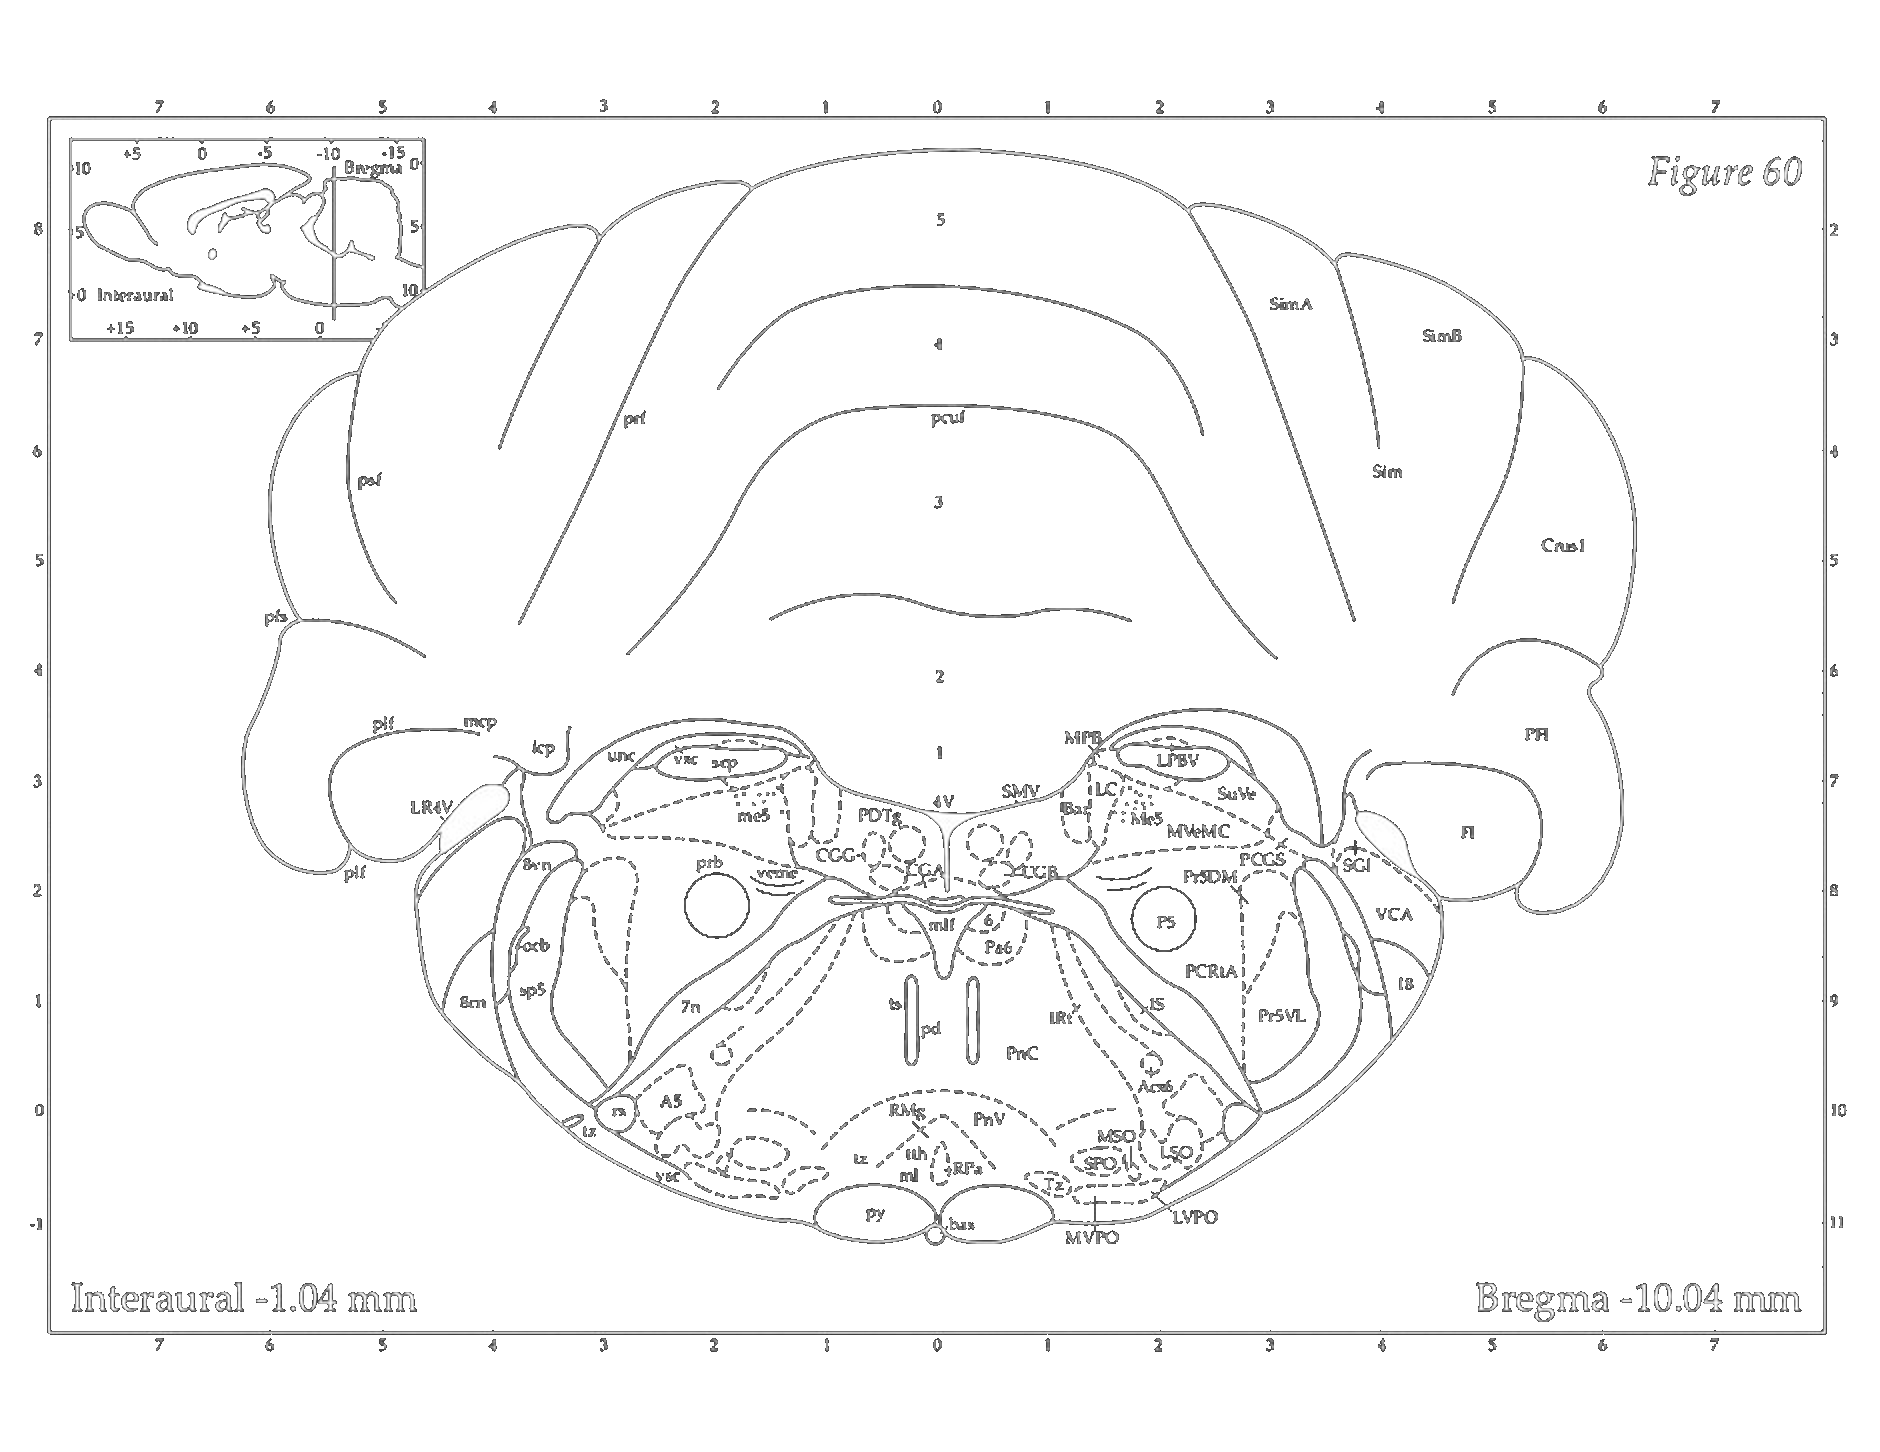 7 6 5 4 3 2 1 0 1 2 3 4 5 6 7
+5 0 -5 -10 -15
10 Bregma 0
Figure 60
5
8 5 5 2
SimA
0 Interaural 10
SimB
+15 +10 +5 0
7 4 3
prf pcuf
6 4
Sim
psf
3
Crus1
5 5
pfs
4 2 6
plf mcp PFl
icp MPB
unc vsc scp 1 LPBV
3 7
LR4V 4V SMV LC SuVe
me5 PDTg Bar Me5
MVeMC Fl
CGG PCGS
8vn prb veme CGA CGB SGl
plf Pr5DM
2 8
VCA
mlf 6 P5
ocb Pa6
PCRtA
sp5 I8
8cn 7n ts IRt IS
1 9
Pr5VL
pd
PnC
Acs6
rs A5 RMg
0 10
PnV
tz MSO
tz tth LSO
vsc ml RPa SPO
Tz
py LVPO
-1 bas 11
MVPO
Interaural -1.04 mm Bregma -10.04 mm
7 6 5 4 3 2 1 0 1 2 3 4 5 6 7